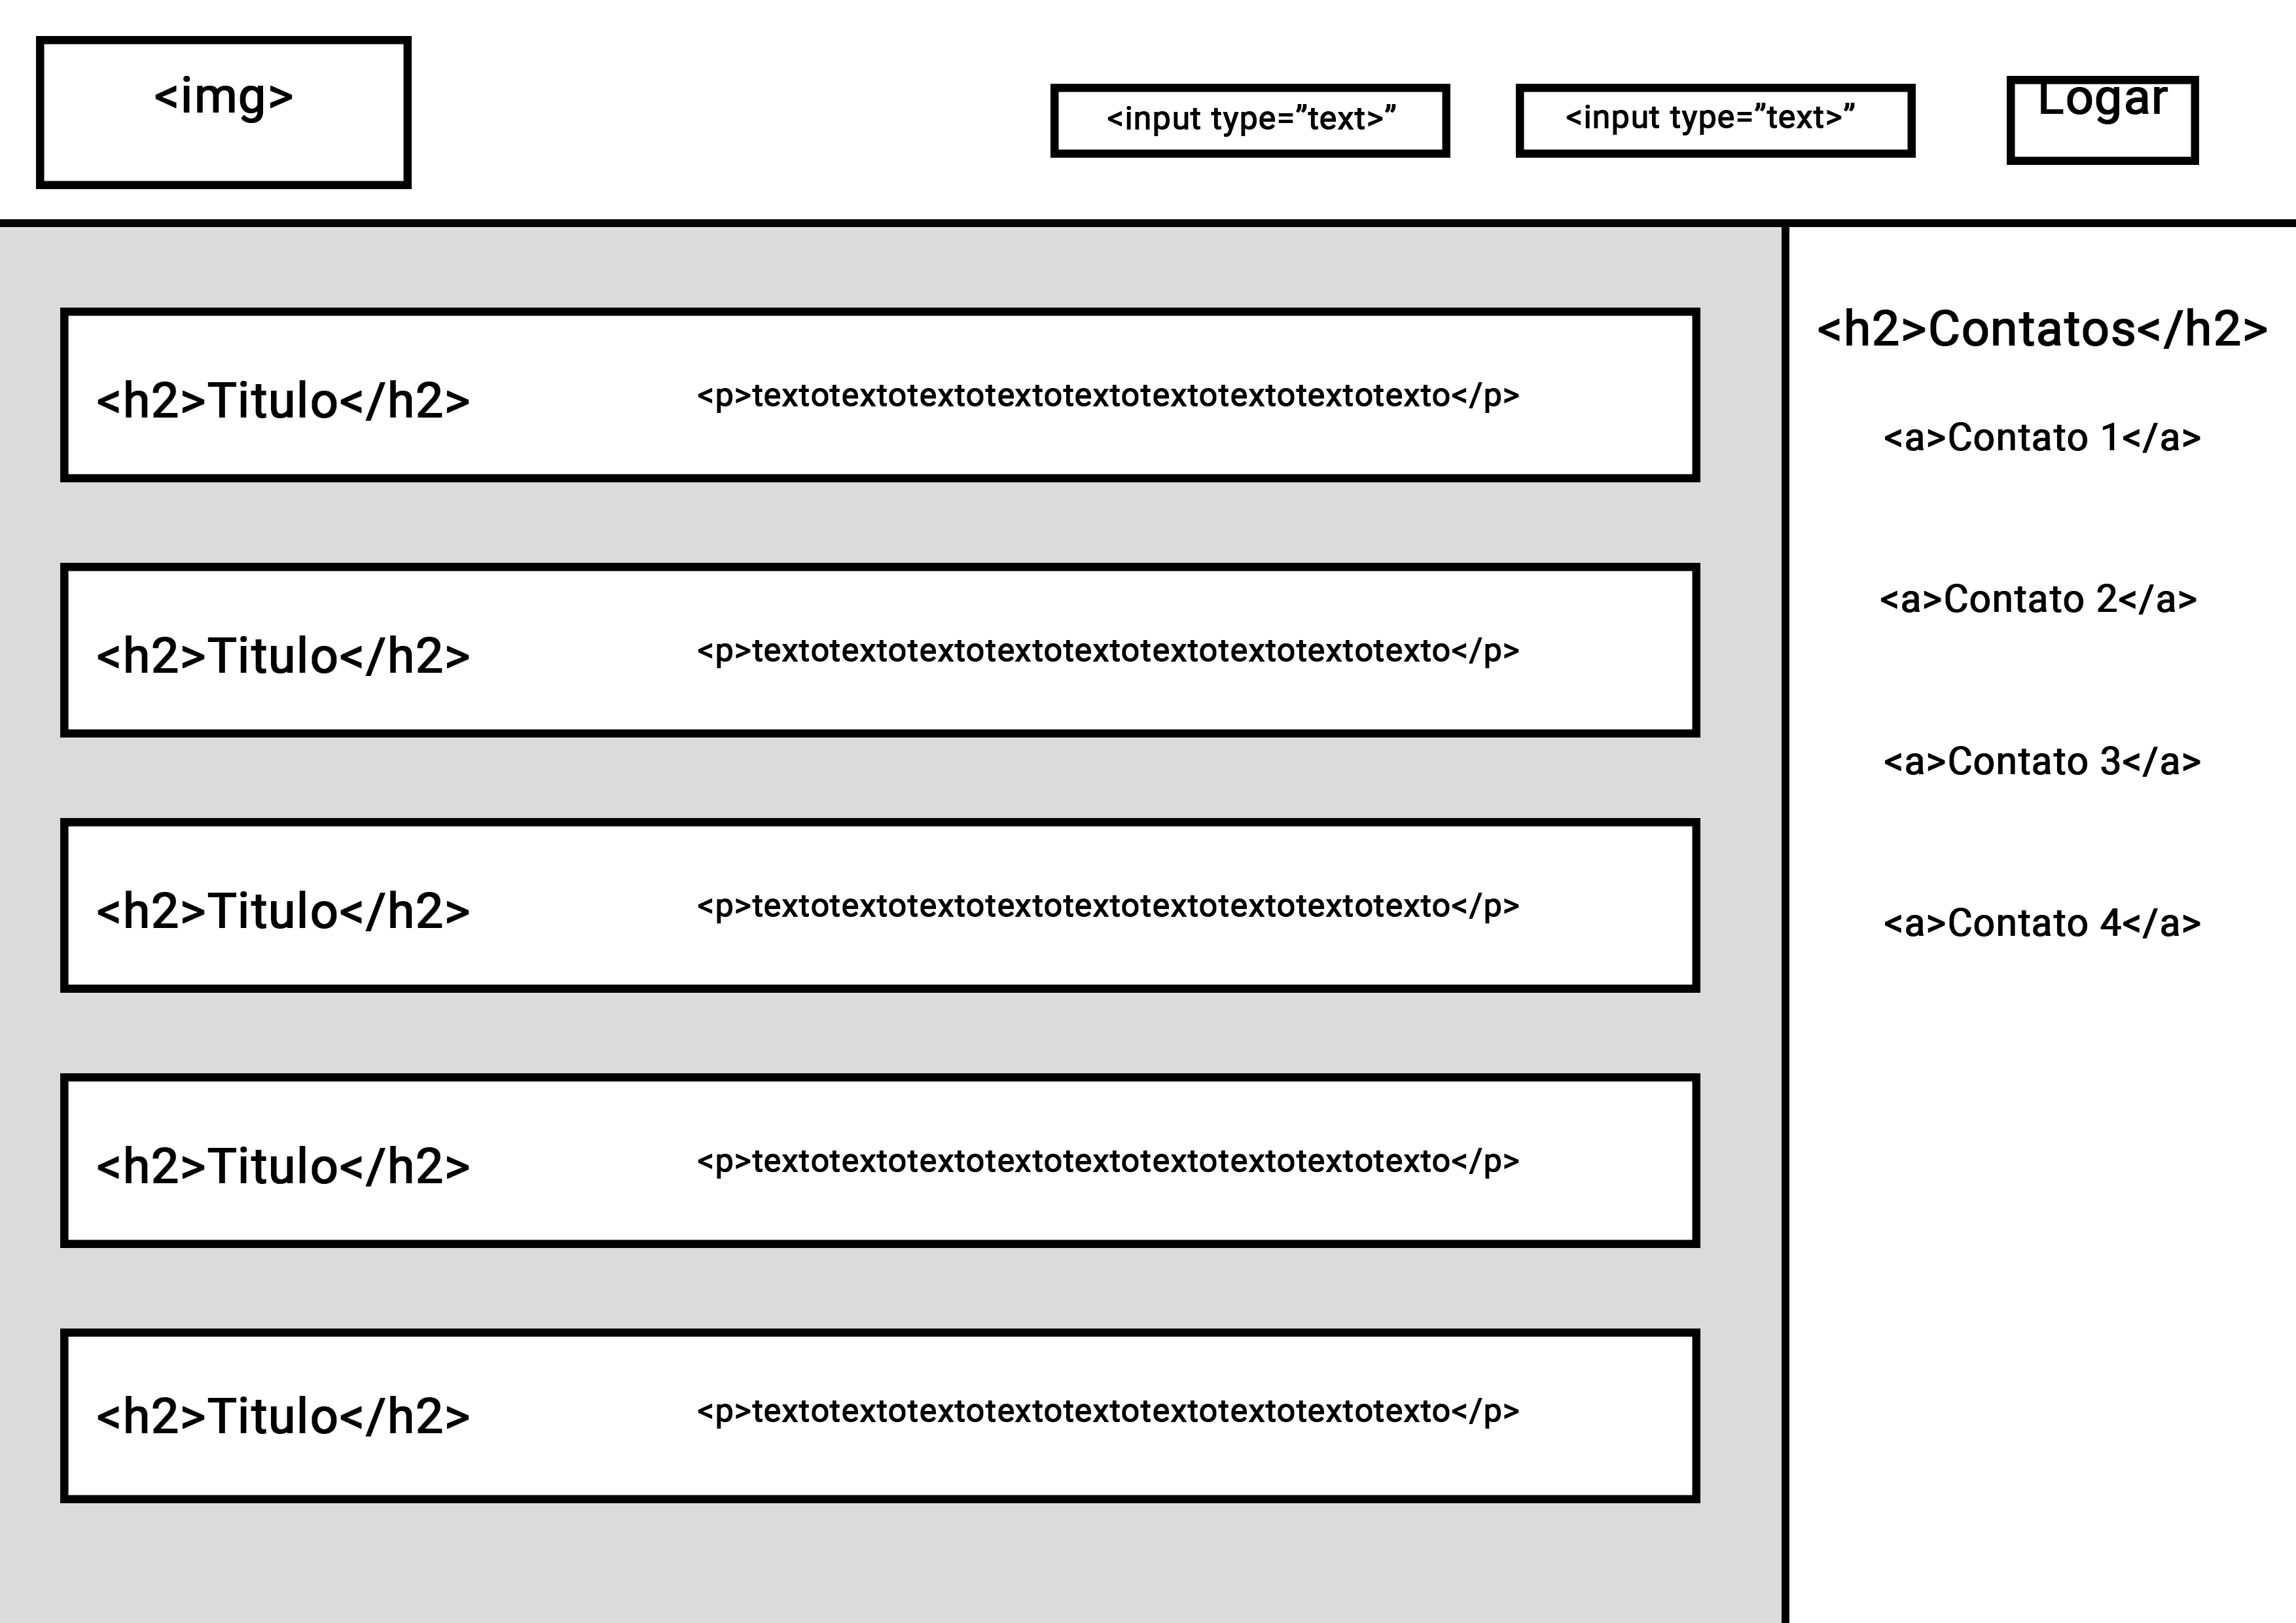 <img>
<input type=”text>”
<input type=”text>”
Logar
<h2>Titulo</h2>
<p>textotextotextotextotextotextotextotextotexto</p>
<h2>Titulo</h2>
<p>textotextotextotextotextotextotextotextotexto</p>
<h2>Titulo</h2>
<p>textotextotextotextotextotextotextotextotexto</p>
<h2>Titulo</h2>
<p>textotextotextotextotextotextotextotextotexto</p>
<h2>Titulo</h2>
<p>textotextotextotextotextotextotextotextotexto</p>
<h2>Contatos</h2>
<a>Contato 1</a>
<a>Contato 2</a>
<a>Contato 3</a>
<a>Contato 4</a>